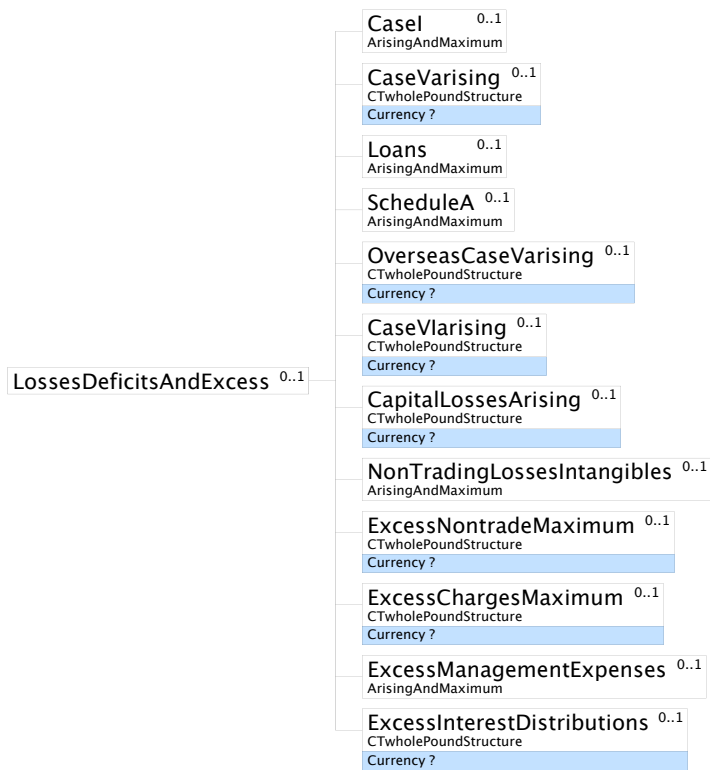 CaseI 0..1
ArisingAndMaximum
CaseVarising 0..1
CTwholePoundStructure
Currency ?
Loans 0..1
ArisingAndMaximum
ScheduleA 0..1
ArisingAndMaximum
OverseasCaseVarising 0..1
CTwholePoundStructure
Currency ?
CaseVIarising 0..1
CTwholePoundStructure
Currency ?
LossesDeficitsAndExcess 0..1
CapitalLossesArising 0..1
CTwholePoundStructure
Currency ?
NonTradingLossesIntangibles 0..1
ArisingAndMaximum
ExcessNontradeMaximum 0..1
CTwholePoundStructure
Currency ?
ExcessChargesMaximum 0..1
CTwholePoundStructure
Currency ?
ExcessManagementExpenses 0..1
ArisingAndMaximum
ExcessInterestDistributions 0..1
CTwholePoundStructure
Currency ?